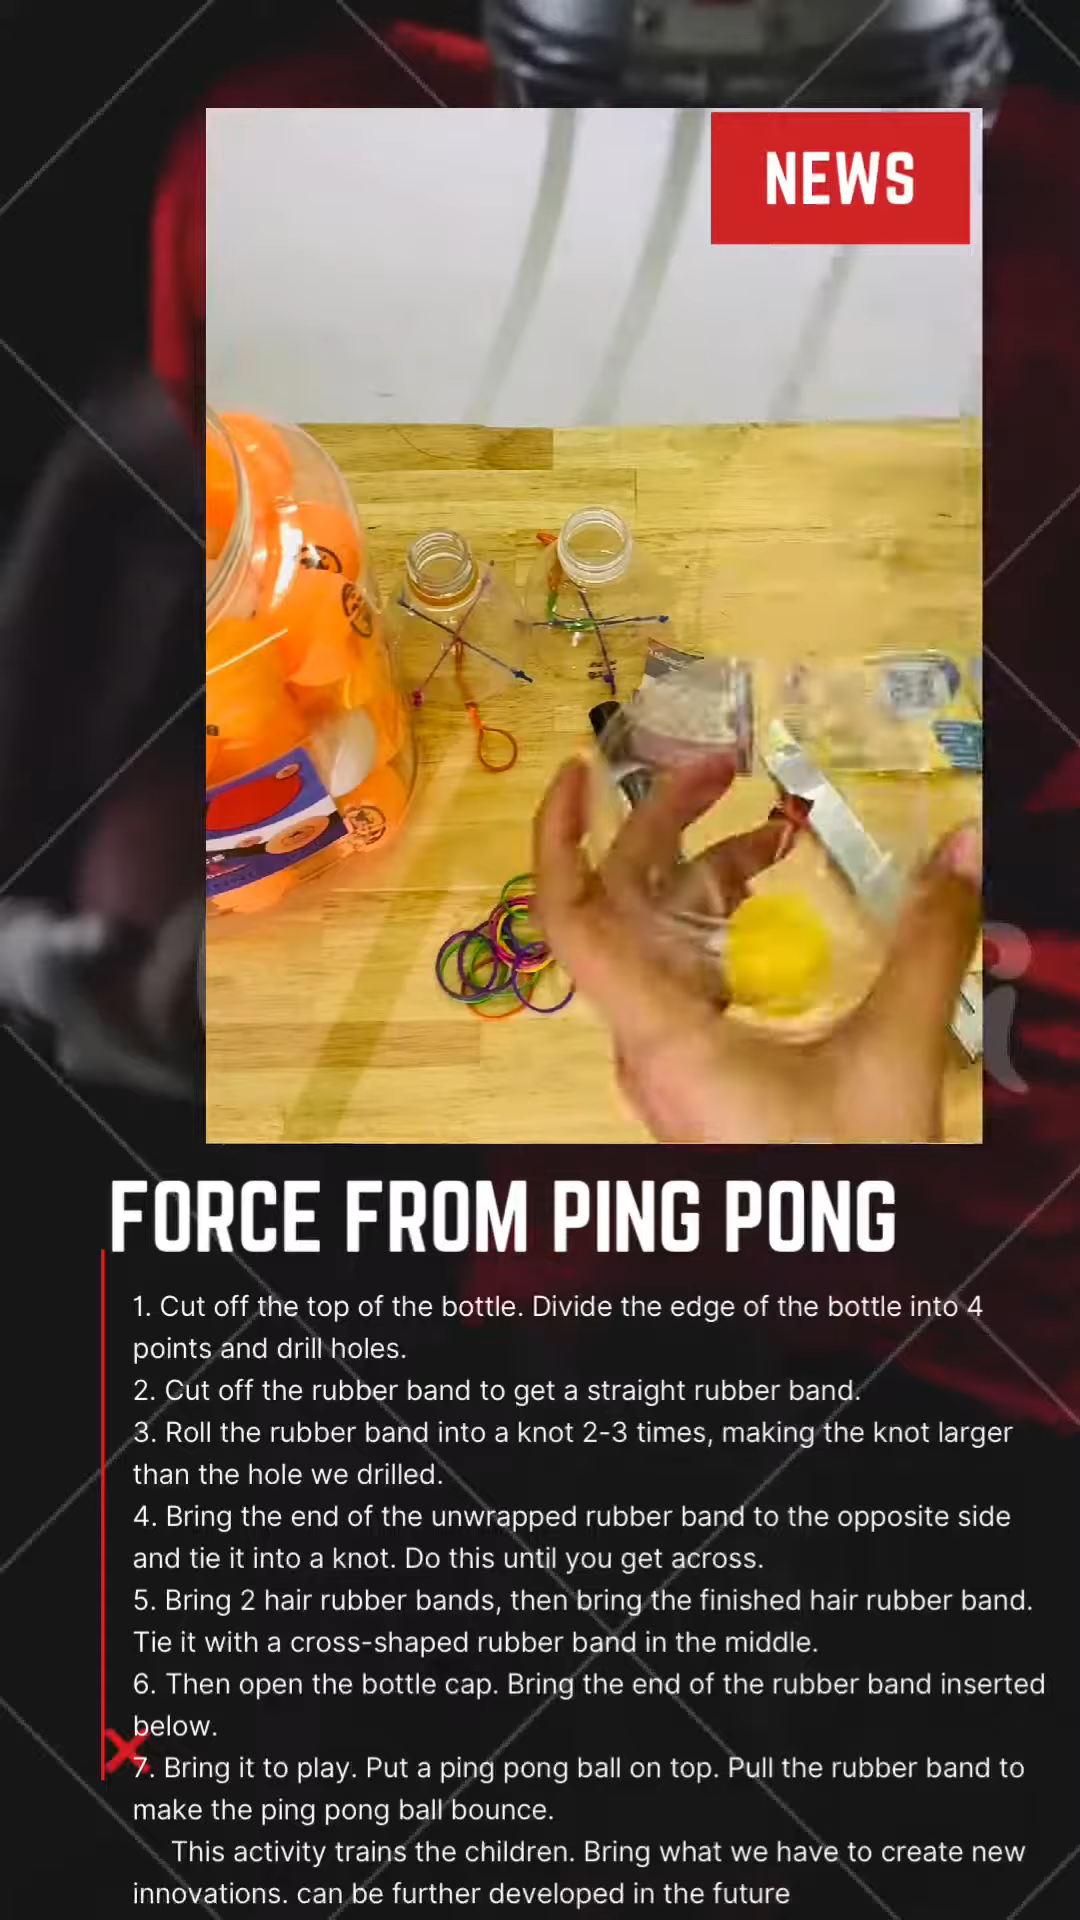 NEWS
FORCE FROM PING PONG
1. Cut off the top of the bottle. Divide the edge of the bottle into 4
points and drill holes.
2. Cut off the rubber band to get a straight rubber band.
3. Roll the rubber band into a knot 2-3 times, making the knot larger
than the hole we drilled.
4. Bring the end of the unwrapped rubber band to the opposite side
and tie it into a knot. Do this until you get across.
5. Bring 2 hair rubber bands, then bring the finished hair rubber band.
Tie it with a cross-shaped rubber band in the middle.
6. Then open the bottle cap. Bring the end of the rubber band inserted
below.
7. Bring it to play. Put a ping pong ball on top. Pull the rubber band to
make the ping pong ball bounce.
This activity trains the children. Bring what we have to create new
innovations. can be further developed in the future